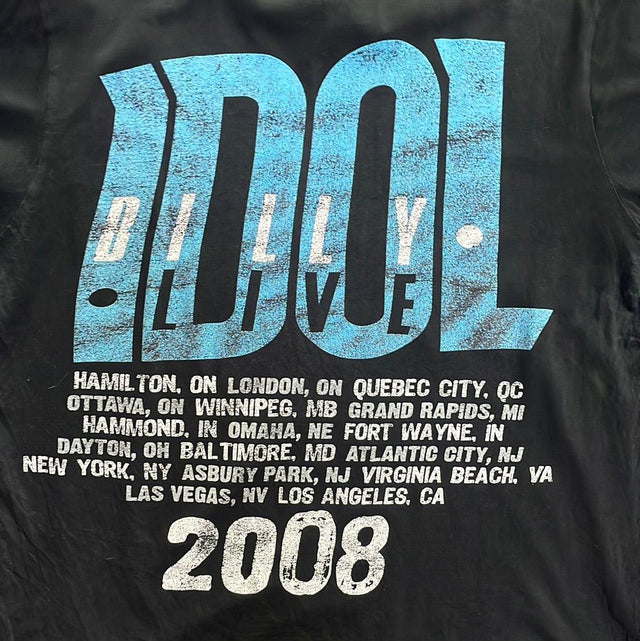 IDOL
BILLY
LIVE
HAMILTON, ON LONDON, ON QUEBEC CITY, QC
OTTAWA, ON WINNIPEG, MB GRAND RAPIDS, MI
HAMMOND, IN OMAHA, NE FORT WAYNE, IN
DAYTON, OH BALTIMORE, MD ATLANTIC CITY, NJ
NEW YORK, NY ASBURY PARK, NJ VIRGINIA BEACH, VA
LAS VEGAS, NV LOS ANGELES, CA
2008